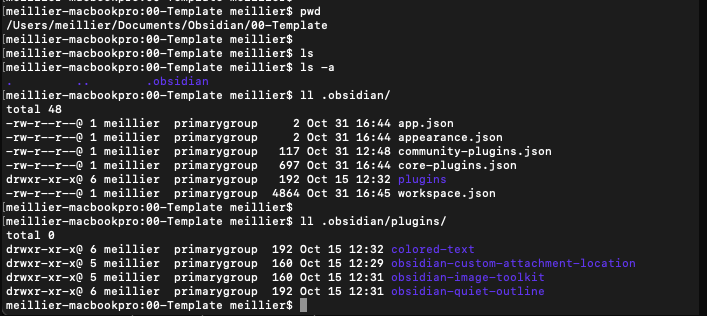 [meillier-macbookpro:00-Template meillier$ pwd
/Users/meillier/Documents/Obsidian/00-Template
[meillier-macbookpro:00-Template meillier$
[meillier-macbookpro:00-Template meillier$ ls
[meillier-macbookpro:00-Template meillier$ ls -a
. .. .obsidian
[meillier-macbookpro:00-Template meillier$ ll .obsidian/
total 48
-rw-r--r--@ 1 meillier primarygroup 2 Oct 31 16:44 app.json
-rw-r--r--@ 1 meillier primarygroup 2 Oct 31 16:44 appearance.json
-rw-r--r--@ 1 meillier primarygroup 117 Oct 31 12:48 community-plugins.json
-rw-r--r--@ 1 meillier primarygroup 697 Oct 31 16:44 core-plugins.json
drwxr-xr-x@ 6 meillier primarygroup 192 Oct 15 12:32 plugins
-rw-r--r--@ 1 meillier primarygroup 4864 Oct 31 16:45 workspace.json
[meillier-macbookpro:00-Template meillier$
[meillier-macbookpro:00-Template meillier$ ll .obsidian/plugins/
total 0
drwxr-xr-x@ 6 meillier primarygroup 192 Oct 15 12:32 colored-text
drwxr-xr-x@ 5 meillier primarygroup 160 Oct 15 12:29 obsidian-custom-attachment-location
drwxr-xr-x@ 5 meillier primarygroup 160 Oct 15 12:31 obsidian-image-toolkit
drwxr-xr-x@ 6 meillier primarygroup 192 Oct 15 12:31 obsidian-quiet-outline
meillier-macbookpro:00-Template meillier$